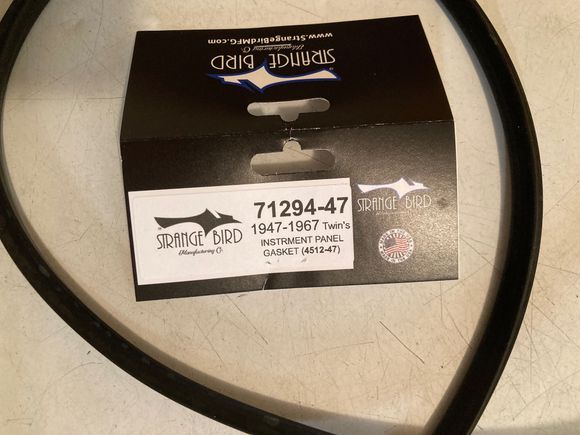 www.StrangeBirdMFG.com
Manufacturing Co.
STRANGE BIRD
STRANGE BIRD
Manufacturing Co.
71294-47
1947-1967 Twin's
INSTRMENT PANEL
GASKET (4512-47)
STRANGE BIRD